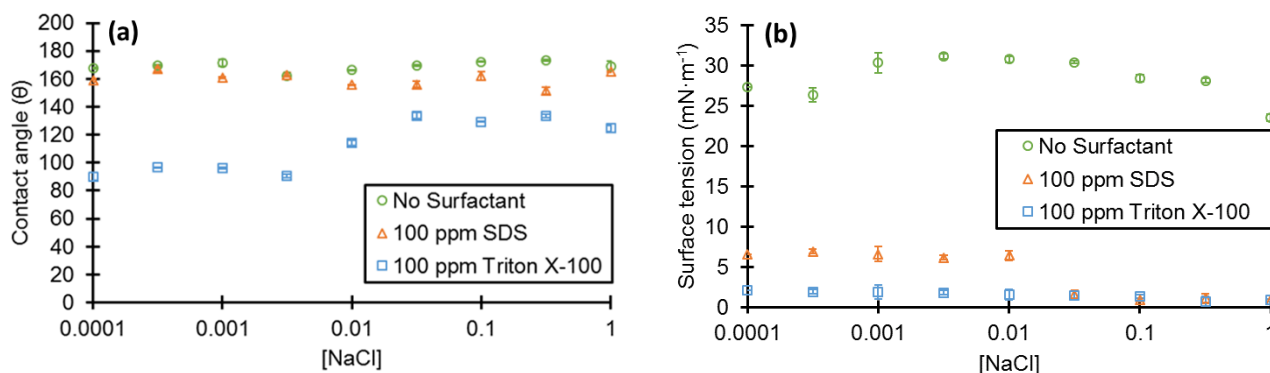 (a)
Contact angle (θ)
200
180
160
140
120
100
80
60
40
20
0
0.0001
0.001
0.01
0.1
1
[NaCl]
No Surfactant
100 ppm SDS
100 ppm Triton X-100
(b)
Surface tension (mN·m⁻¹)
35
30
25
20
15
10
5
0
0.0001
0.001
0.01
0.1
1
[NaCl]
No Surfactant
100 ppm SDS
100 ppm Triton X-100